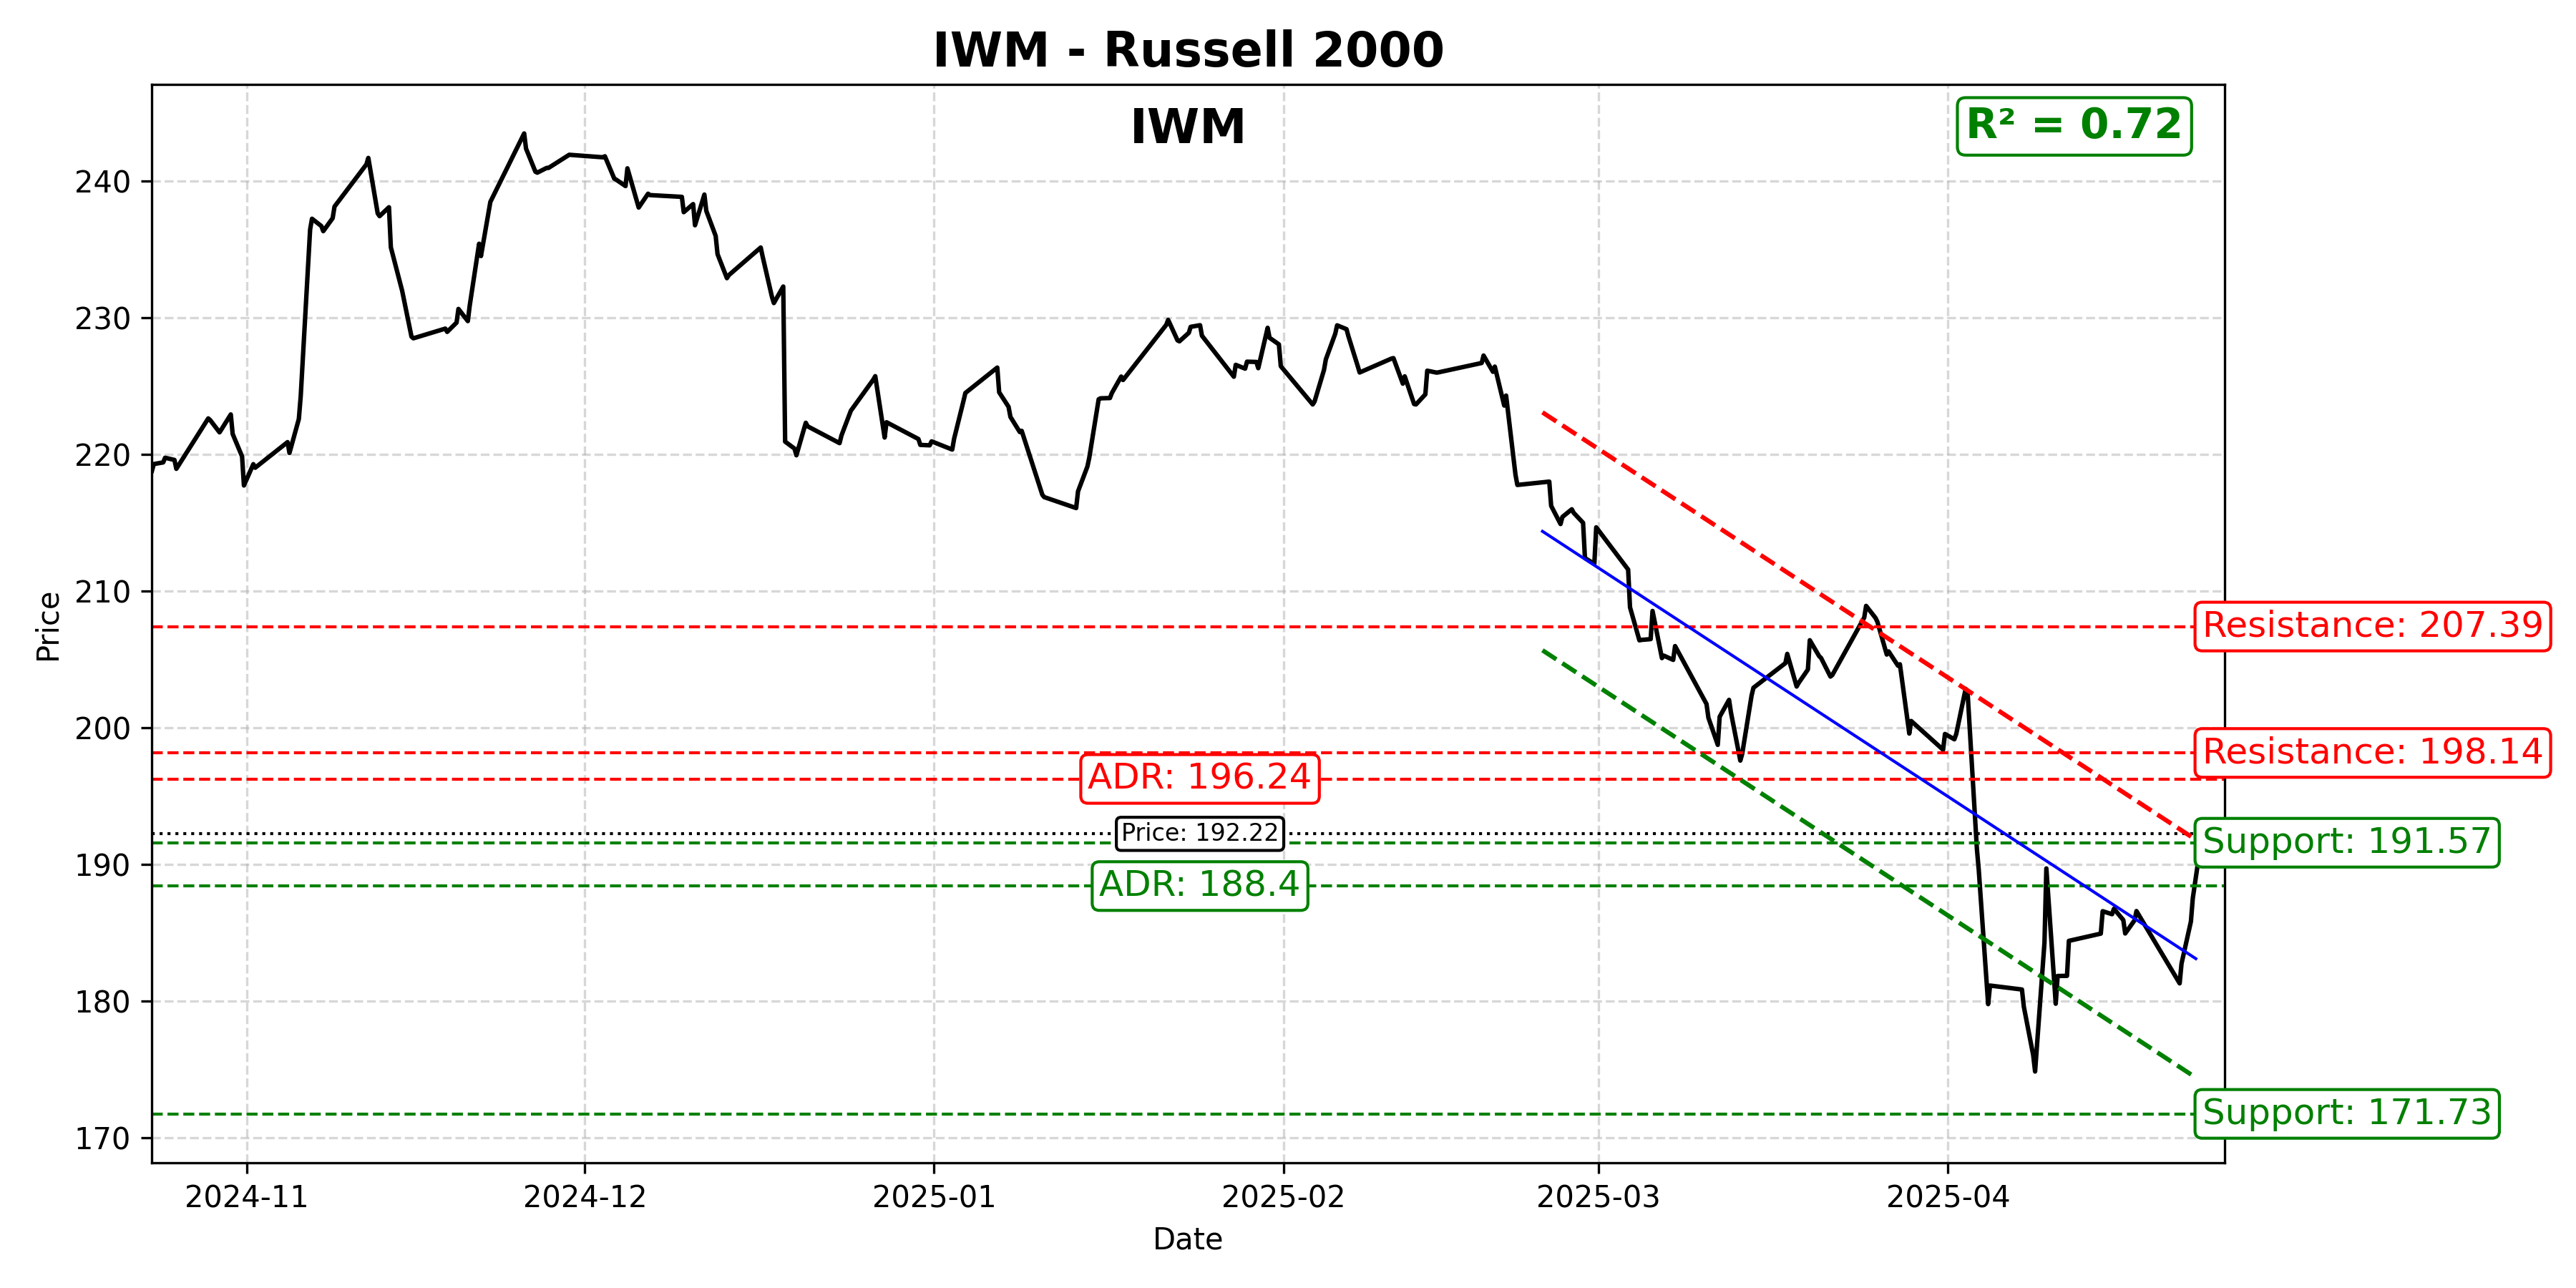 IWM - Russell 2000
IWM
R² = 0.72
240
230
220
210
200
190
180
170
Price
Resistance: 207.39
Resistance: 198.14
ADR: 196.24
Price: 192.22
Support: 191.57
ADR: 188.4
Support: 171.73
2024-11
2024-12
2025-01
2025-02
2025-03
2025-04
Date